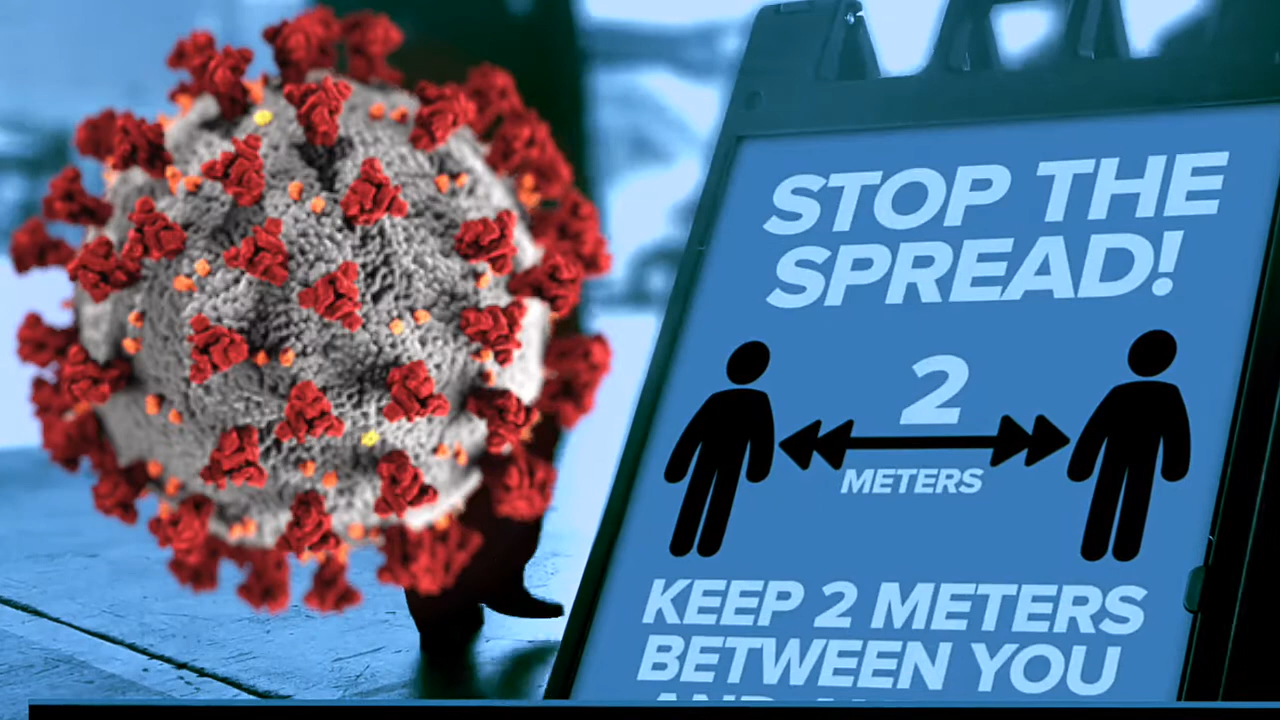 STOP THE
SPREAD!
2
METERS
KEEP 2 METERS
BETWEEN YOU